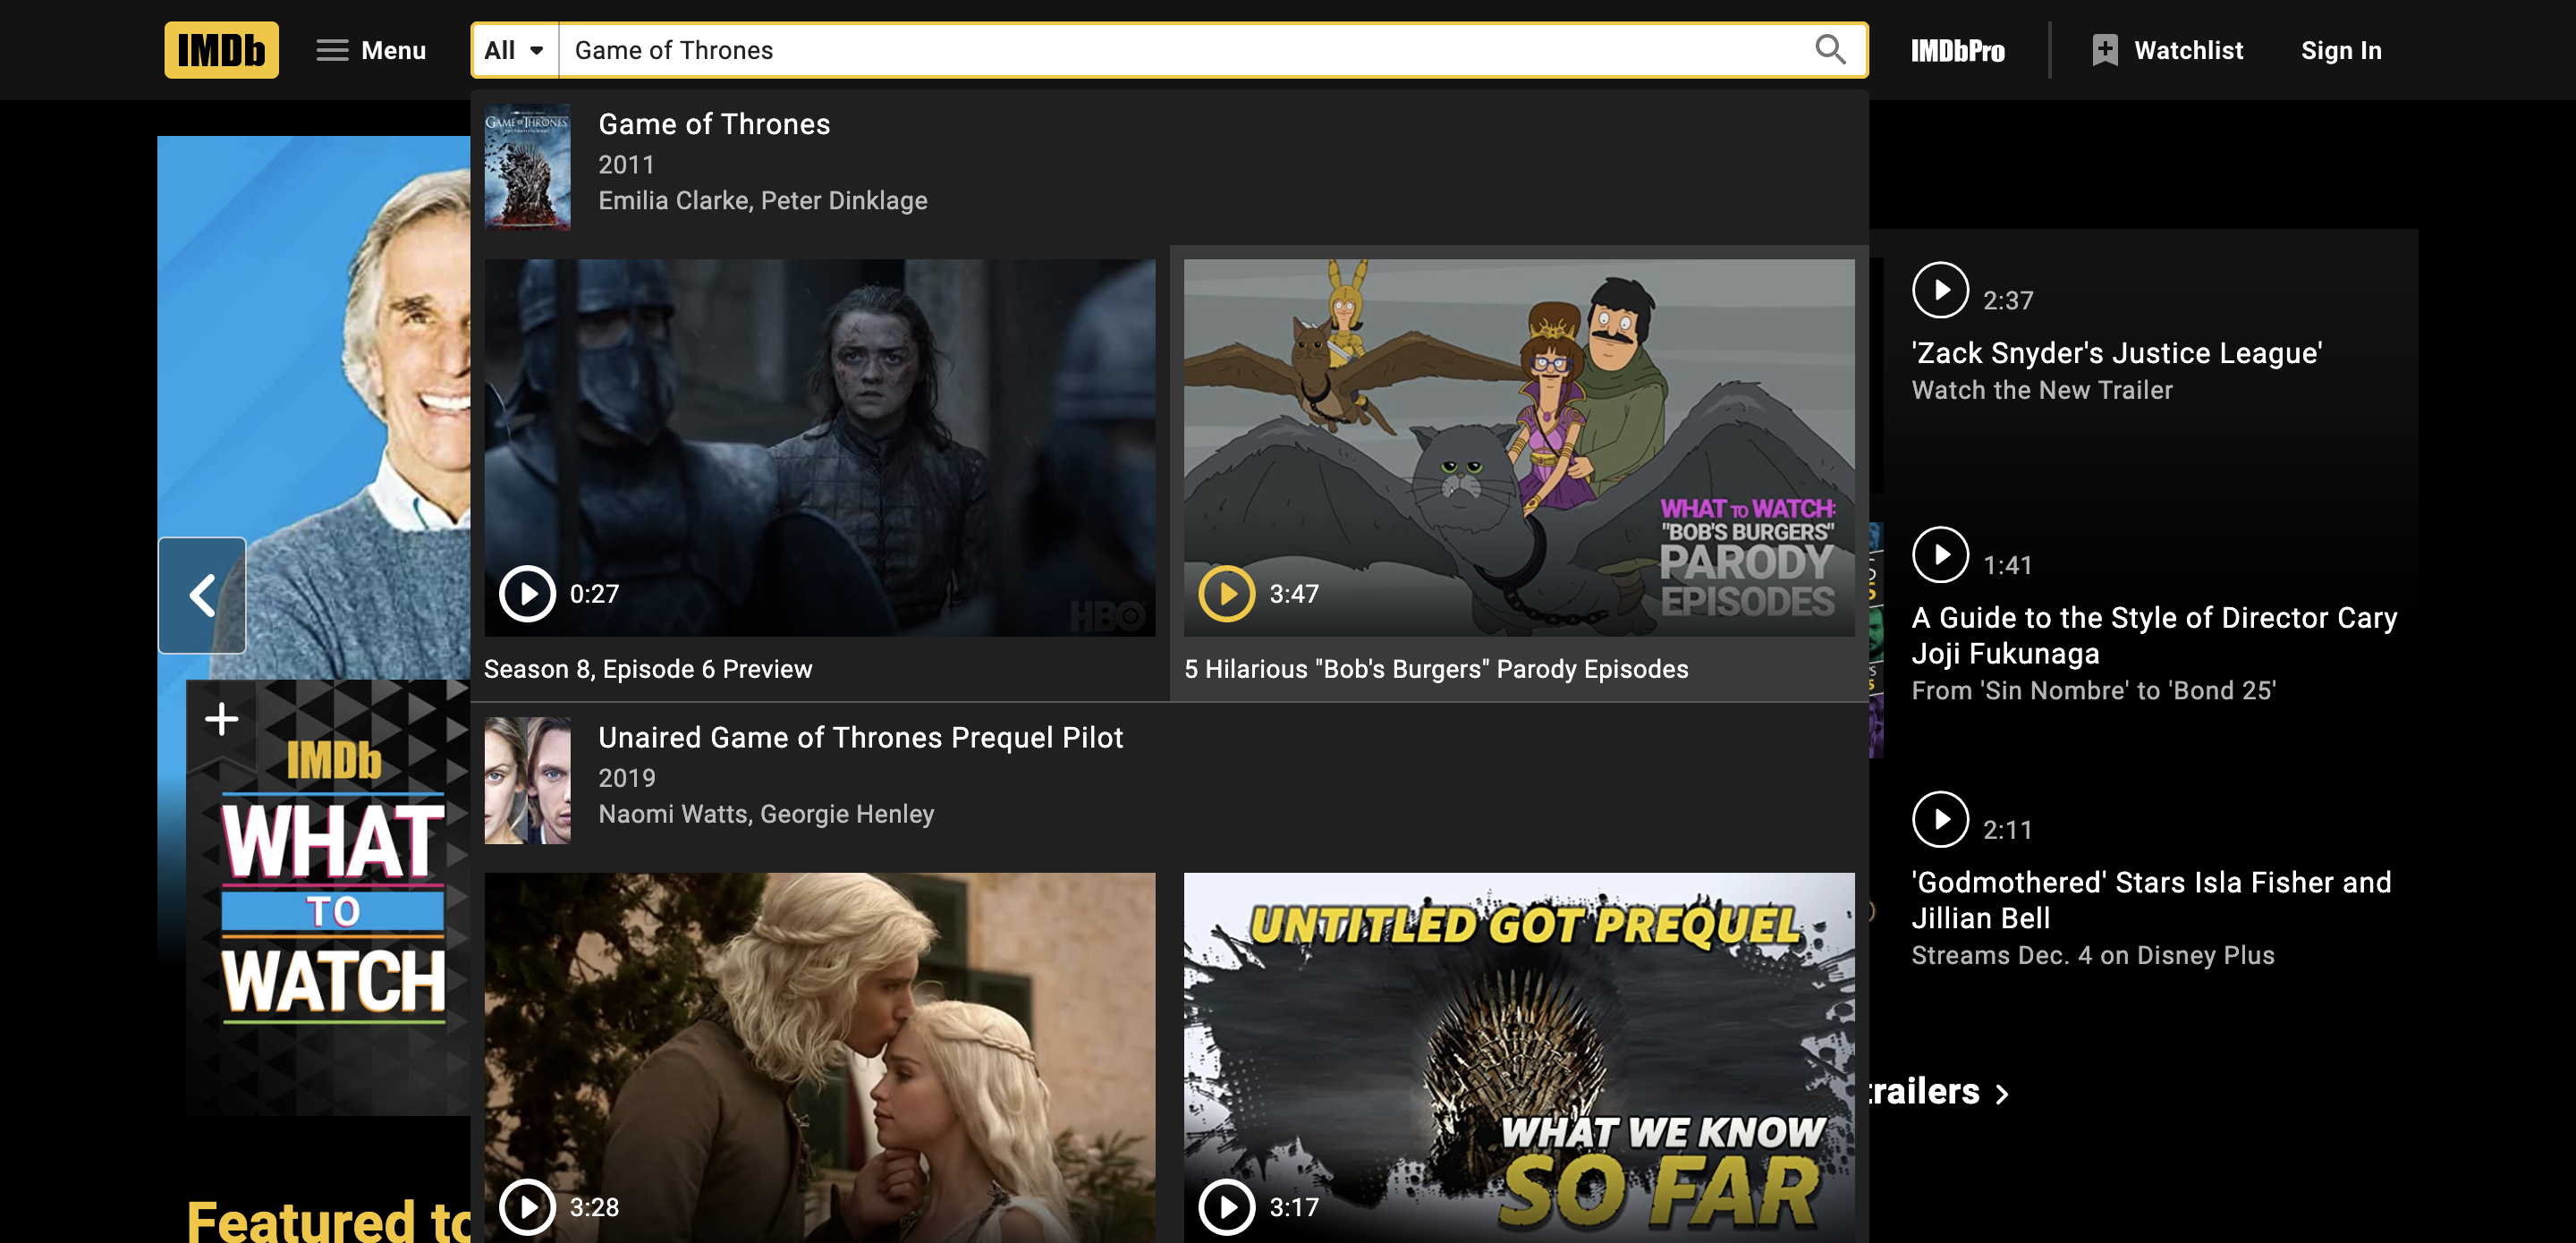 IMDb
Menu
All
Game of Thrones
IMDbPro
Watchlist
Sign In
GAME OF THRONES
Game of Thrones
2011
Emilia Clarke, Peter Dinklage
WHAT TO WATCH:
"BOB'S BURGERS"
PARODY
EPISODES
HBO
0:27
3:47
Season 8, Episode 6 Preview
5 Hilarious "Bob's Burgers" Parody Episodes
Unaired Game of Thrones Prequel Pilot
2019
Naomi Watts, Georgie Henley
UNTITLED GOT PREQUEL
WHAT WE KNOW
SO FAR
3:28
3:17
2:37
'Zack Snyder's Justice League'
Watch the New Trailer
1:41
A Guide to the Style of Director Cary
Joji Fukunaga
From 'Sin Nombre' to 'Bond 25'
2:11
'Godmothered' Stars Isla Fisher and
Jillian Bell
Streams Dec. 4 on Disney Plus
trailers
IMDb
WHAT
TO
WATCH
Featured to